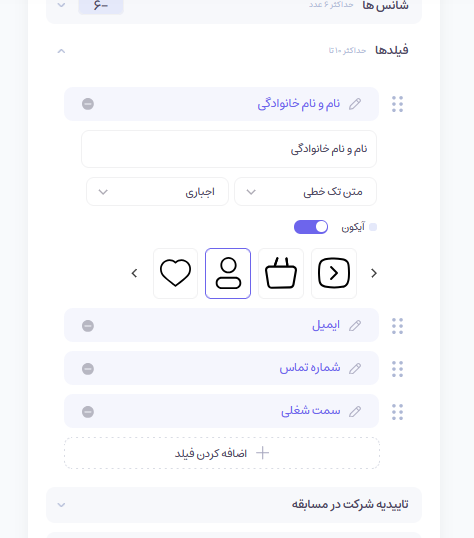 شانس ها حداکثر ۶ عدد ۶-
فیلدها حداکثر ۱۰ تا
نام و نام خانوادگی
نام و نام خانوادگی
متن تک خطی اجباری
آیکون
ایمیل
شماره تماس
سمت شغلی
اضافه کردن فیلد
تاییدیه شرکت در مسابقه